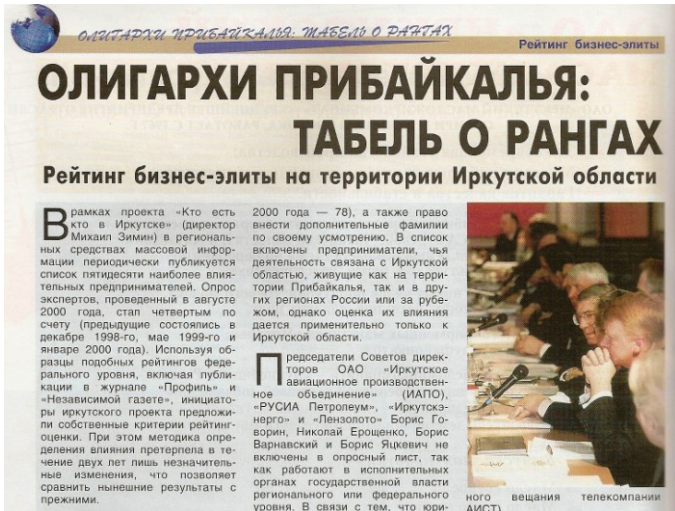 ОЛИГАРХИ ПРИБАЙКАЛЬЯ: ТАБЕЛЬ О РАНГАХ
Рейтинг бизнес-элиты
ОЛИГАРХИ ПРИБАЙКАЛЬЯ:
ТАБЕЛЬ О РАНГАХ
Рейтинг бизнес-элиты на территории Иркутской области
В рамках проекта «Кто есть
кто в Иркутске» (директор
Михаил Зимин) в региональ-
ных средствах массовой инфор-
мации периодически публикуется
список пятидесяти наиболее влия-
тельных предпринимателей. Опрос
экспертов, проведенный в августе
2000 года, стал четвертым по
счету (предыдущие состоялись в
декабре 1998-го, мае 1999-го и
январе 2000 года). Используя об-
разцы подобных рейтингов феде-
рального уровня, включая публи-
кации в журнале «Профиль» и
«Независимой газете», инициато-
ры иркутского проекта предложи-
ли собственные критерии рейтинг-
оценки. При этом методика опре-
деления влияния претерпела в те-
чение двух лет лишь незначитель-
ные изменения, что позволяет
сравнить нынешние результаты с
прежними.
2000 года — 78), а также право
внести дополнительные фамилии
по своему усмотрению. В список
включены предприниматели, чья
деятельность связана с Иркутской
областью, живущие как на терри-
тории Прибайкалья, так и в дру-
гих регионах России или за рубе-
жом, однако оценка их влияния
дается применительно только к
Иркутской области.
Председатели Советов дирек-
торов ОАО «Иркутское
авиационное производствен-
ное объединение» (ИАПО),
«РУСИА Петролеум», «Иркутскэ-
нерго» и «Лензолото» Борис Го-
ворин, Николай Ерощенко, Борис
Варнавский и Борис Яцкевич не
включены в опросный лист, так
как работают в исполнительных
органах государственной власти
регионального или федерального
уровня. В связи с тем, что юри-
ного вещания телекомпании
АИСТ)